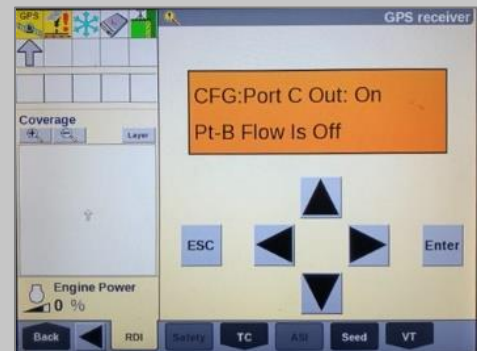 GPS
GPS receiver
CFG:Port C Out: On
Pt-B Flow Is Off
Coverage
Layer
ESC
Enter
Engine Power
0 %
Back
RDI
Safety
TC
ASI
Seed
VT